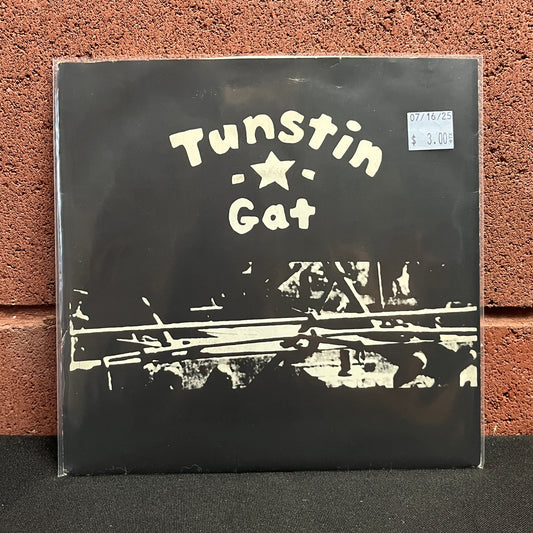 Tunstin
- ★ -
Gat
07/16/25
$ 3.00